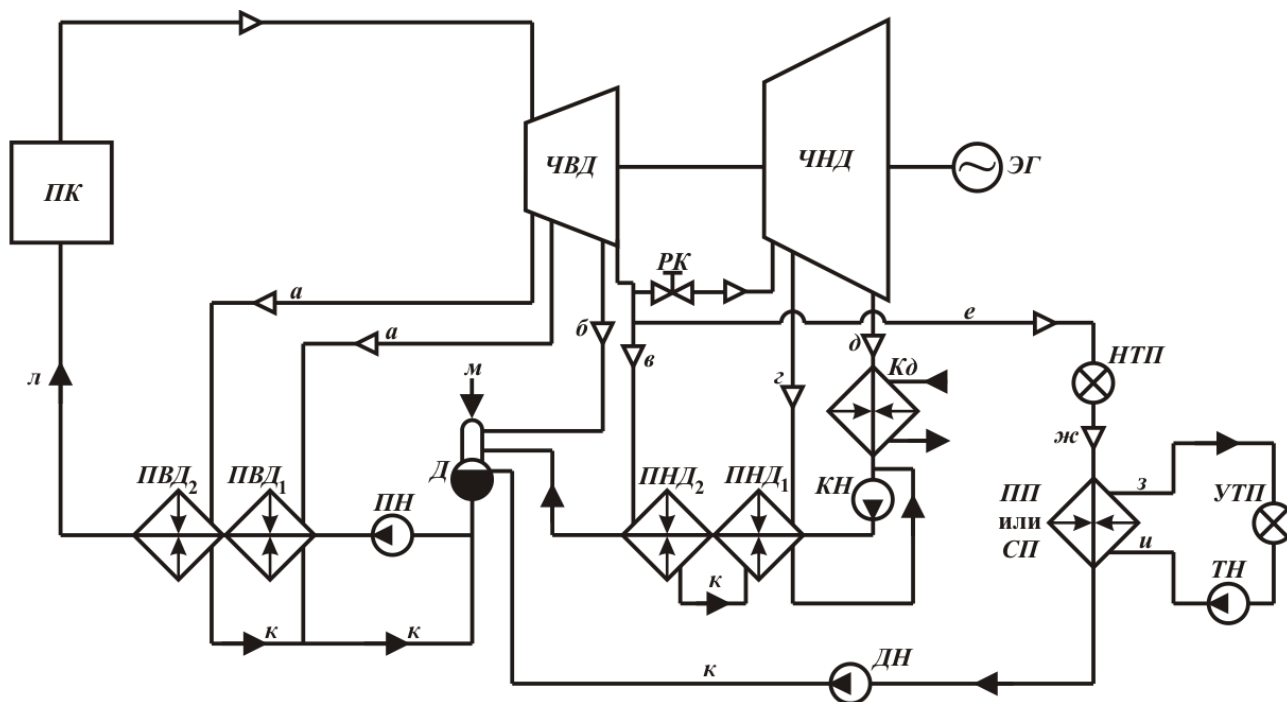 ПК
ЧВД
ЧНД
ЭГ
РК
а
а
б
в
г
д
е
Кд
НТП
ж
л
м
ПВД2
ПВД1
ПН
Д
ПНД2
ПНД1
КН
ПП
или
СП
з
и
УТП
ТН
к
к
к
к
ДН